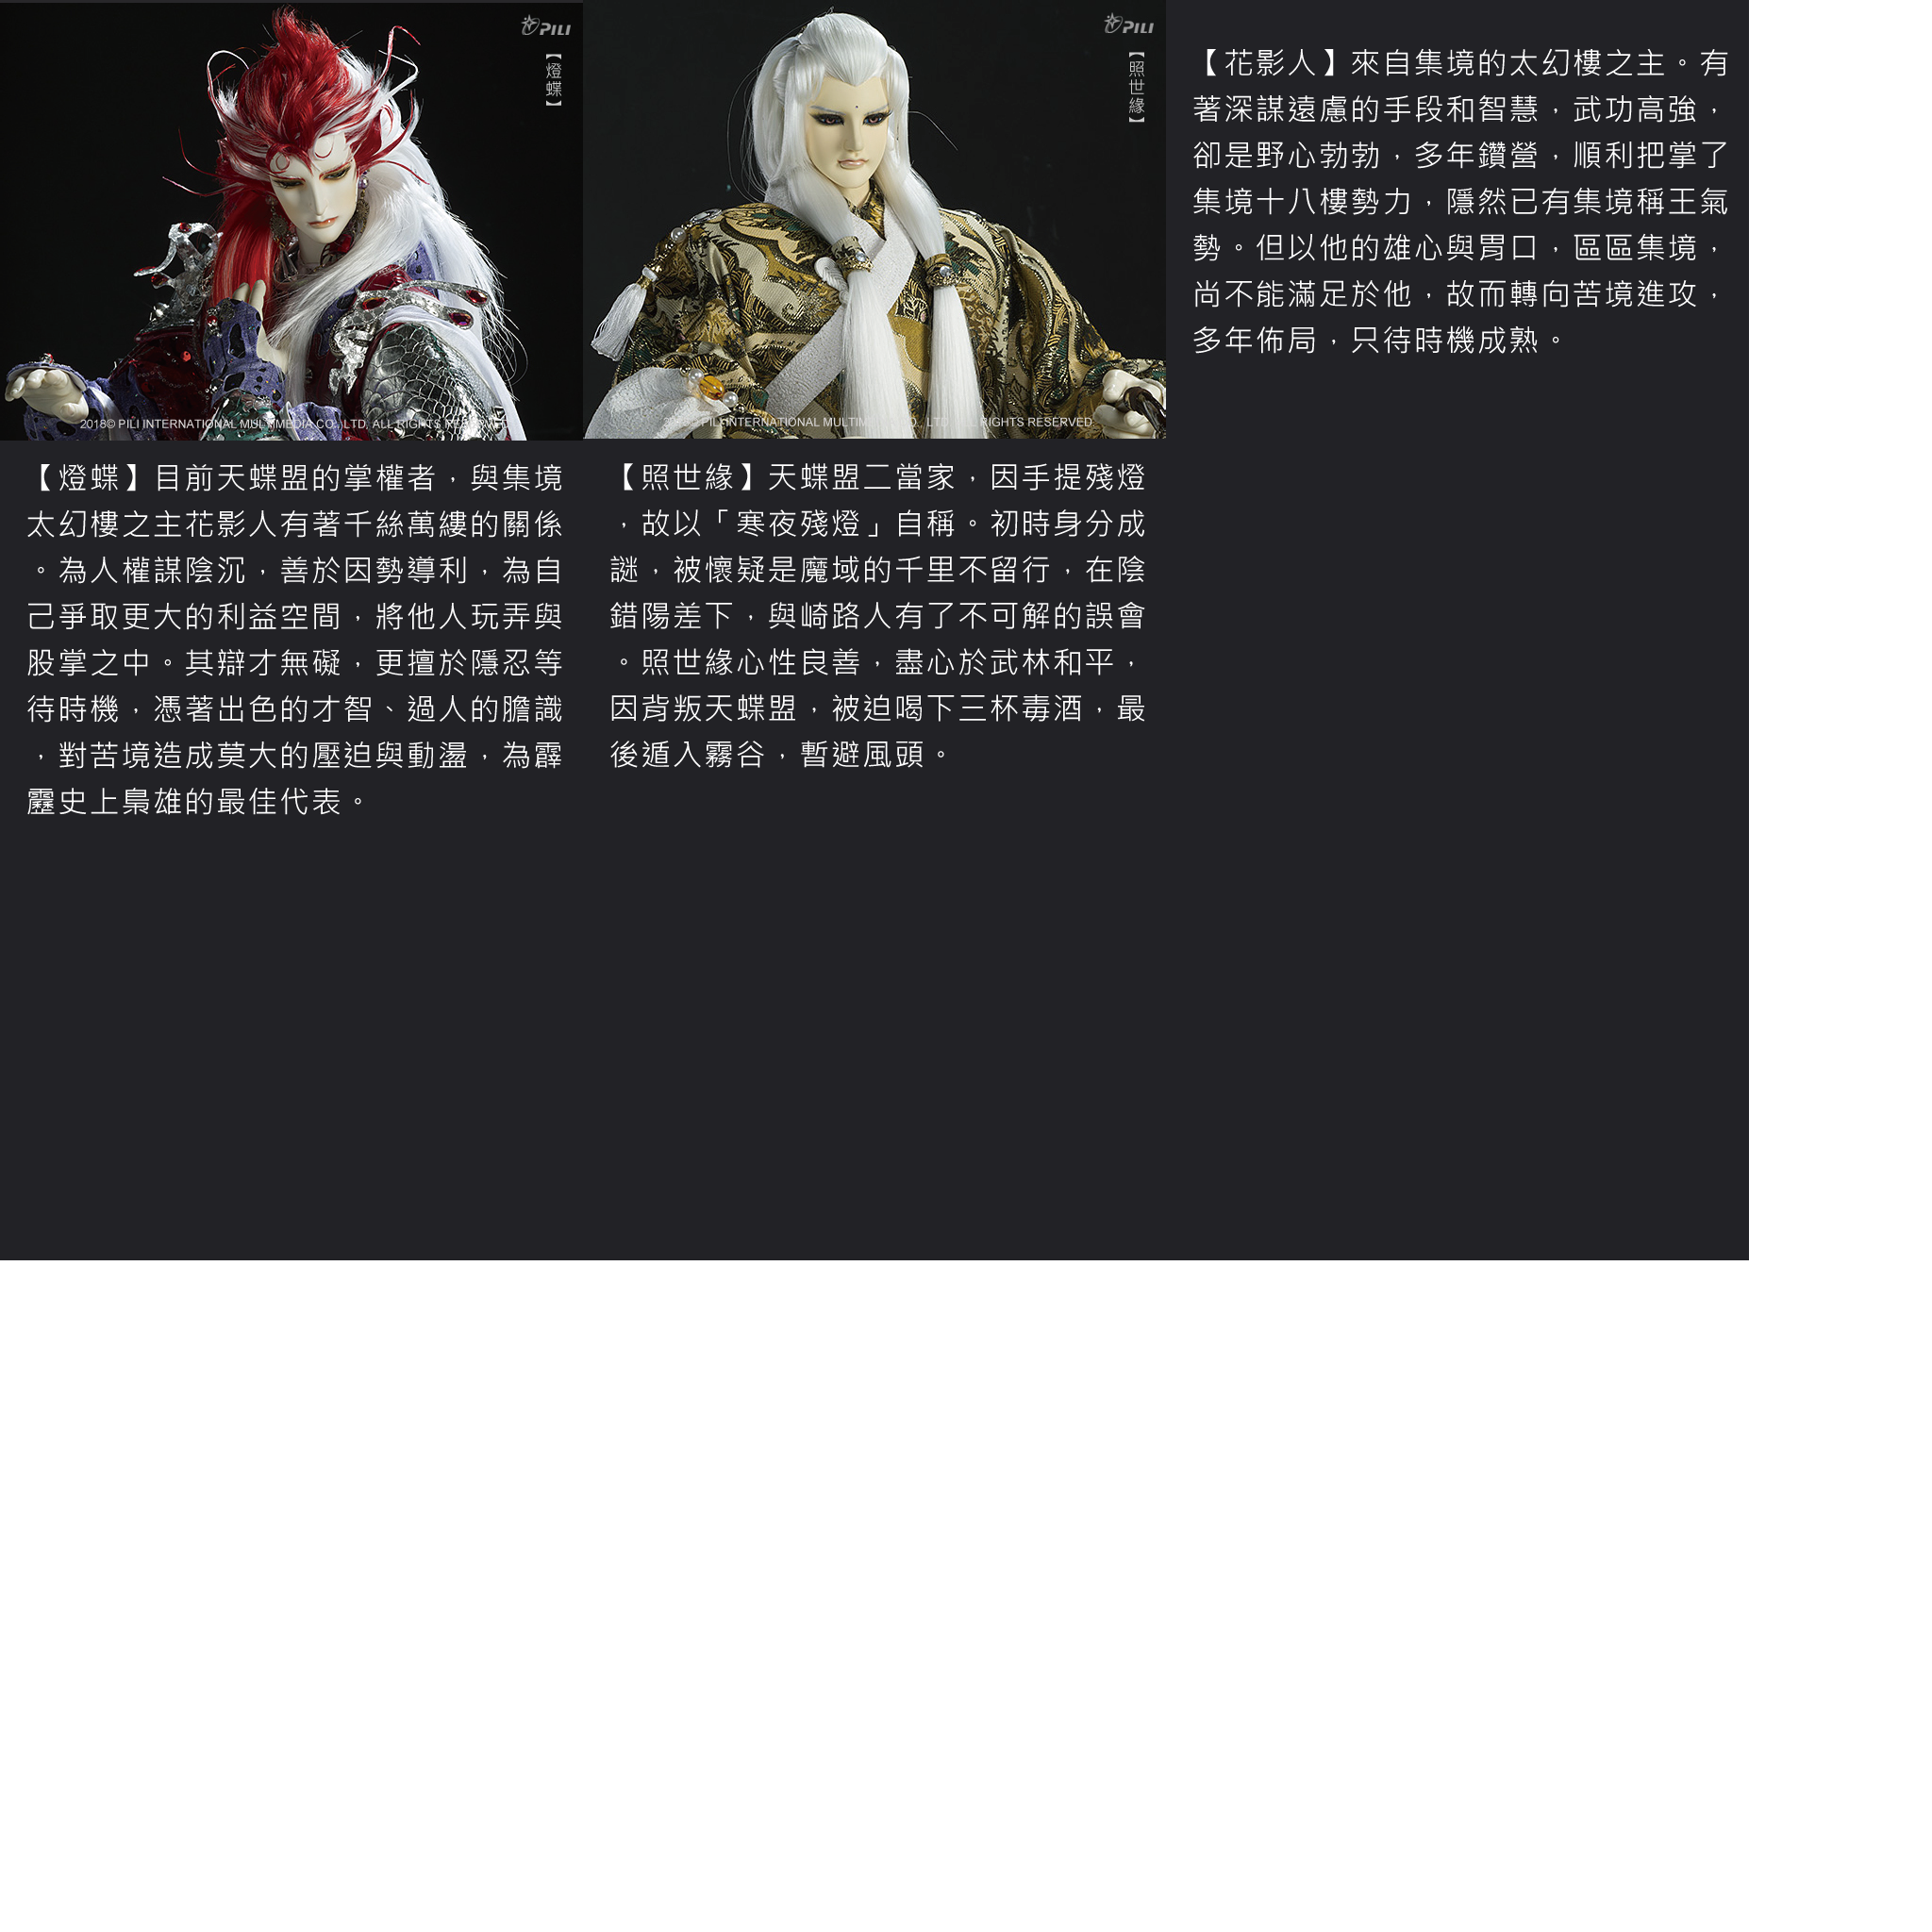 PILI
【燈蝶】
2018© PILI INTERNATIONAL MULTIMEDIA CO., LTD. ALL RIGHTS RESERVED
【燈蝶】目前天蝶盟的掌權者，與集境
太幻樓之主花影人有著千絲萬縷的關係
。為人權謀陰沉，善於因勢導利，為自
己爭取更大的利益空間，將他人玩弄與
股掌之中。其辯才無礙，更擅於隱忍等
待時機，憑著出色的才智、過人的膽識
，對苦境造成莫大的壓迫與動盪，為霹
靂史上梟雄的最佳代表。
PILI
【照世緣】
2018© PILI INTERNATIONAL MULTIMEDIA CO., LTD. ALL RIGHTS RESERVED
【照世緣】天蝶盟二當家，因手提殘燈
，故以「寒夜殘燈」自稱。初時身分成
謎，被懷疑是魔域的千里不留行，在陰
錯陽差下，與崎路人有了不可解的誤會
。照世緣心性良善，盡心於武林和平，
因背叛天蝶盟，被迫喝下三杯毒酒，最
後遁入霧谷，暫避風頭。
【花影人】來自集境的太幻樓之主。有
著深謀遠慮的手段和智慧，武功高強，
卻是野心勃勃，多年鑽營，順利把掌了
集境十八樓勢力，隱然已有集境稱王氣
勢。但以他的雄心與胃口，區區集境，
尚不能滿足於他，故而轉向苦境進攻，
多年佈局，只待時機成熟。